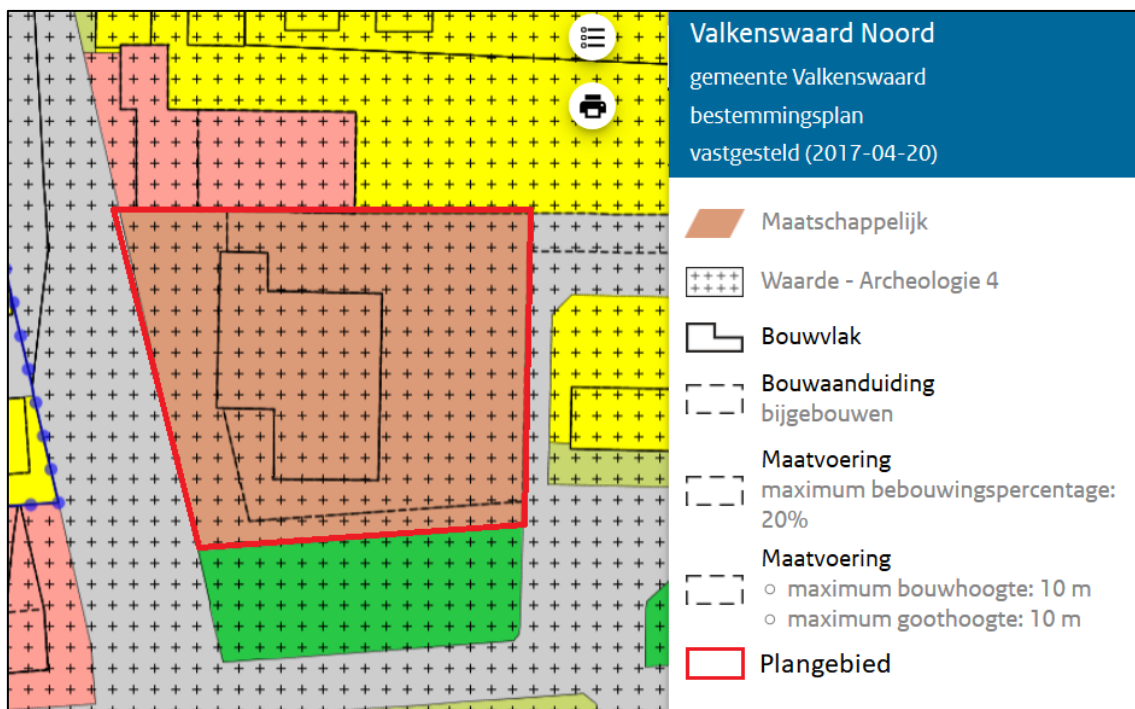 Valkenswaard Noord
gemeente Valkenswaard
bestemmingsplan
vastgesteld (2017-04-20)
Maatschappelijk
Waarde - Archeologie 4
Bouwvlak
Bouwaanduiding
bijgebouwen
Maatvoering
maximum bebouwingspercentage:
20%
Maatvoering
maximum bouwhoogte: 10 m
maximum goothoogte: 10 m
Plangebied